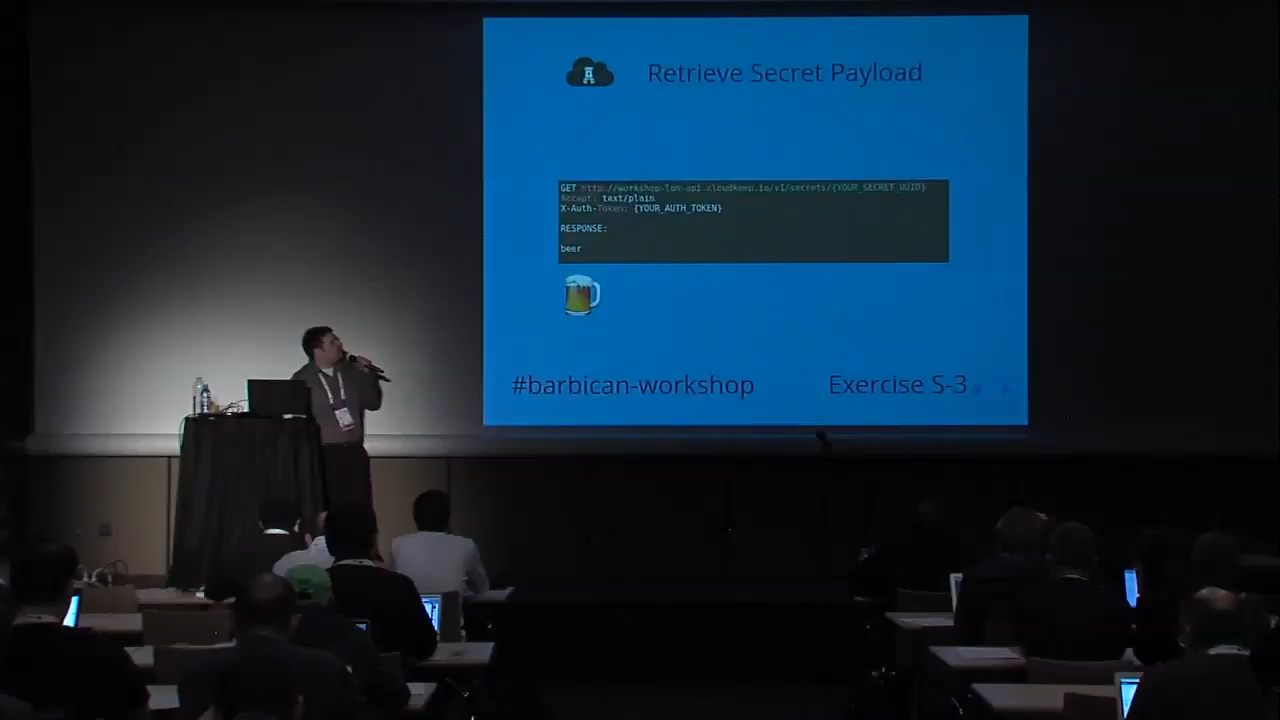 Retrieve Secret Payload
GET http://workshop-lon-api.cloudkeep.io/v1/secrets/{YOUR_SECRET_UUID}
Accept: text/plain
X-Auth-Token: {YOUR_AUTH_TOKEN}
RESPONSE:
beer
#barbican-workshop
Exercise S-3